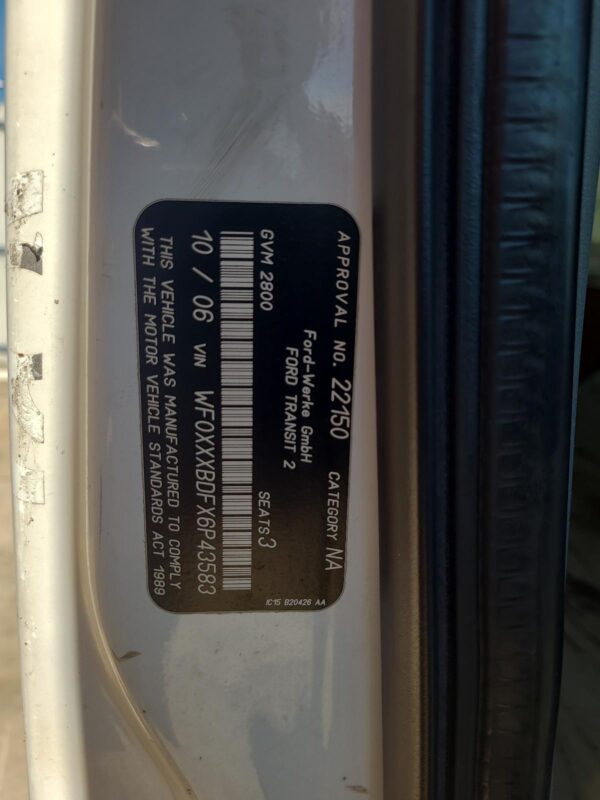 APPROVAL NO. 22150 CATEGORY NA
Ford-Werke GmbH
FORD TRANSIT 2
GVM 2800 SEATS 3
10 / 06 VIN WF0XXXBDFX6P43583
THIS VEHICLE WAS MANUFACTURED TO COMPLY
WITH THE MOTOR VEHICLE STANDARDS ACT 1989
IC15 B20426 AA